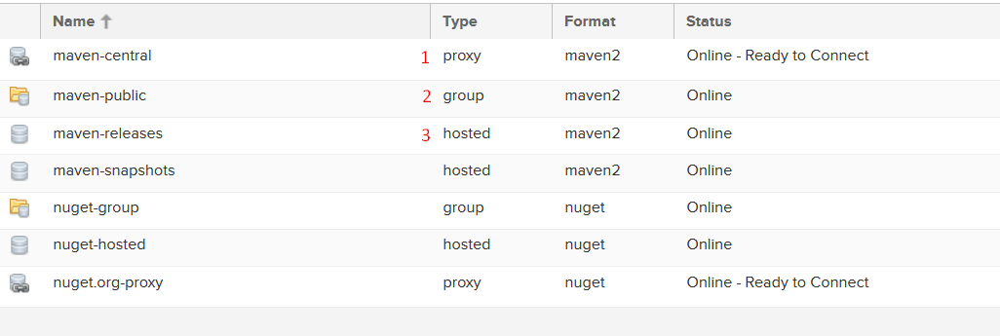 Name Type Format Status
maven-central 1 proxy maven2 Online - Ready to Connect
maven-public 2 group maven2 Online
maven-releases 3 hosted maven2 Online
maven-snapshots hosted maven2 Online
nuget-group group nuget Online
nuget-hosted hosted nuget Online
nuget.org-proxy proxy nuget Online - Ready to Connect